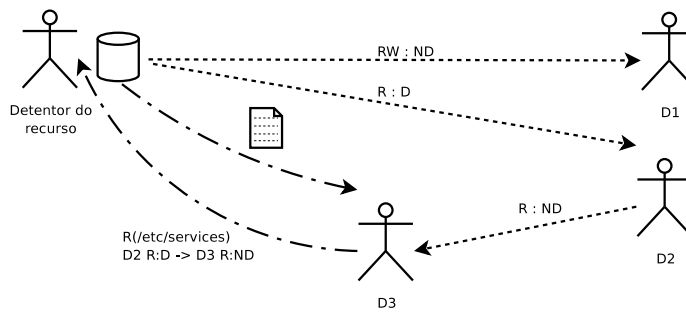 RW : ND
R : D
Detentor do
recurso
D1
R : ND
R(/etc/services)
D2 R:D -> D3 R:ND
D2
D3